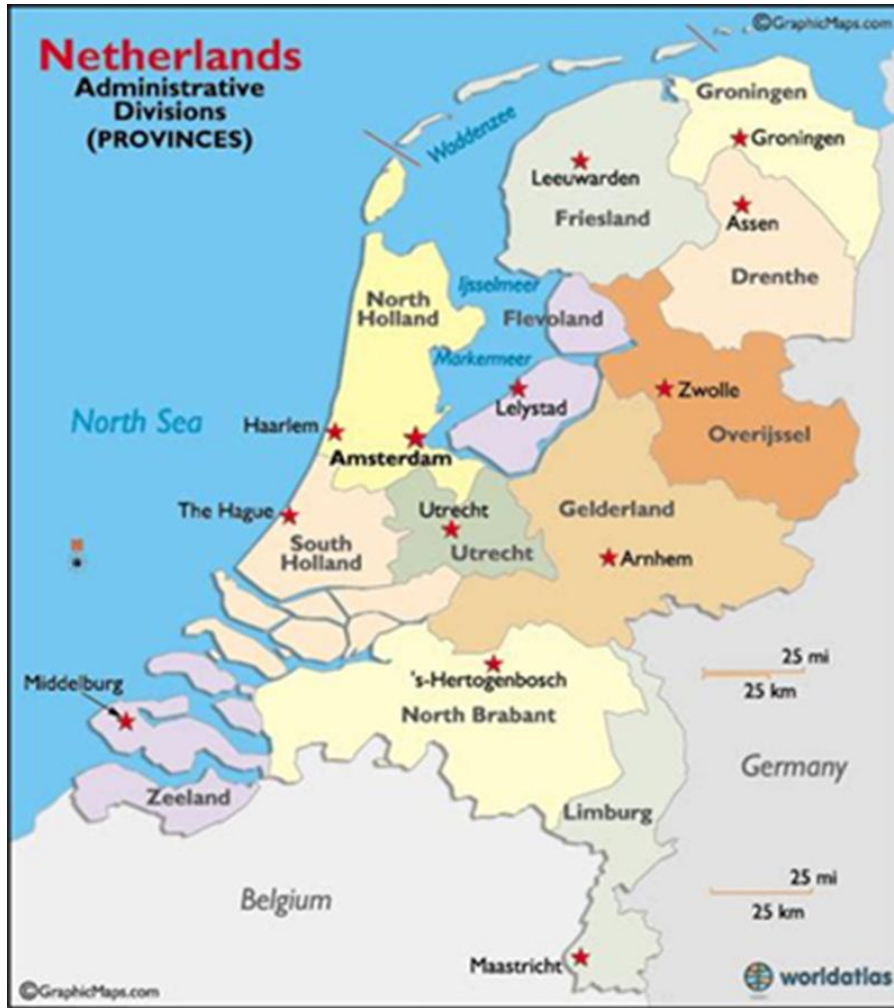 ©GraphicMaps.com
Netherlands
Administrative
Divisions
(PROVINCES)
Waddenzee
Groningen
Groningen
Leeuwarden
Friesland
Assen
Drenthe
North
Holland
Ijsselmeer
Flevoland
Markermeer
Lelystad
Zwolle
Overijssel
North Sea
Haarlem
Amsterdam
The Hague
South
Holland
Utrecht
Utrecht
Gelderland
Arnhem
Middelburg
's-Hertogenbosch
North Brabant
25 mi
25 km
Zeeland
Limburg
Germany
Belgium
25 mi
25 km
Maastricht
©GraphicMaps.com
worldatlas